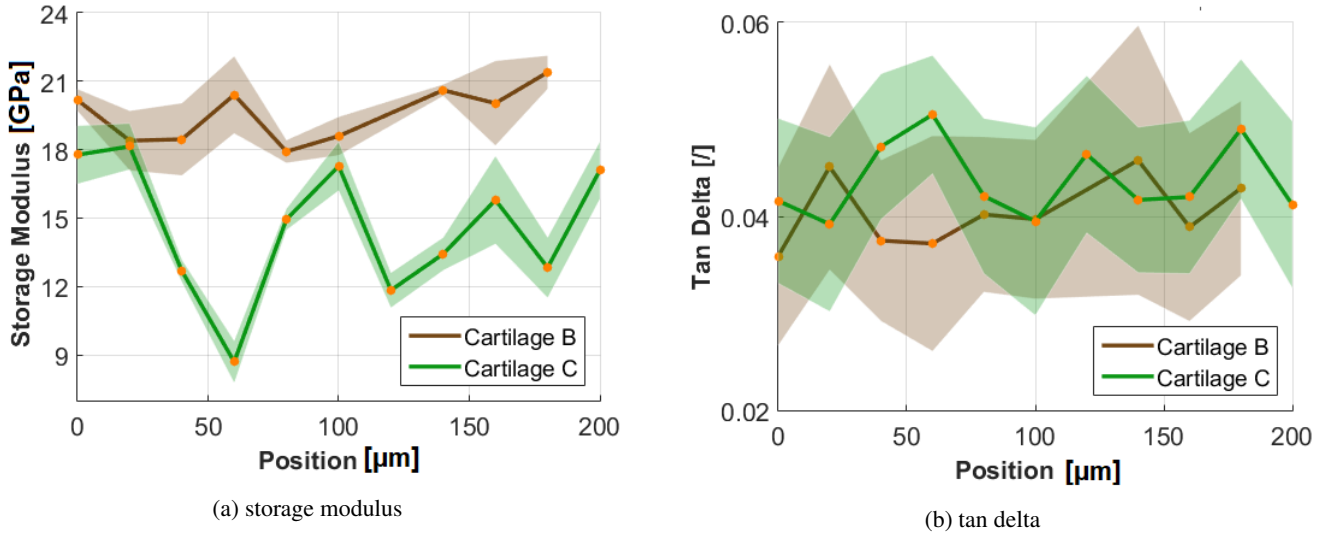 24
21
18
15
12
9
0
50
100
150
200
Storage Modulus [GPa]
Position [µm]
Cartilage B
Cartilage C
(a) storage modulus
0.06
0.04
0.02
0
50
100
150
200
Tan Delta [/]
Position [µm]
Cartilage B
Cartilage C
(b) tan delta